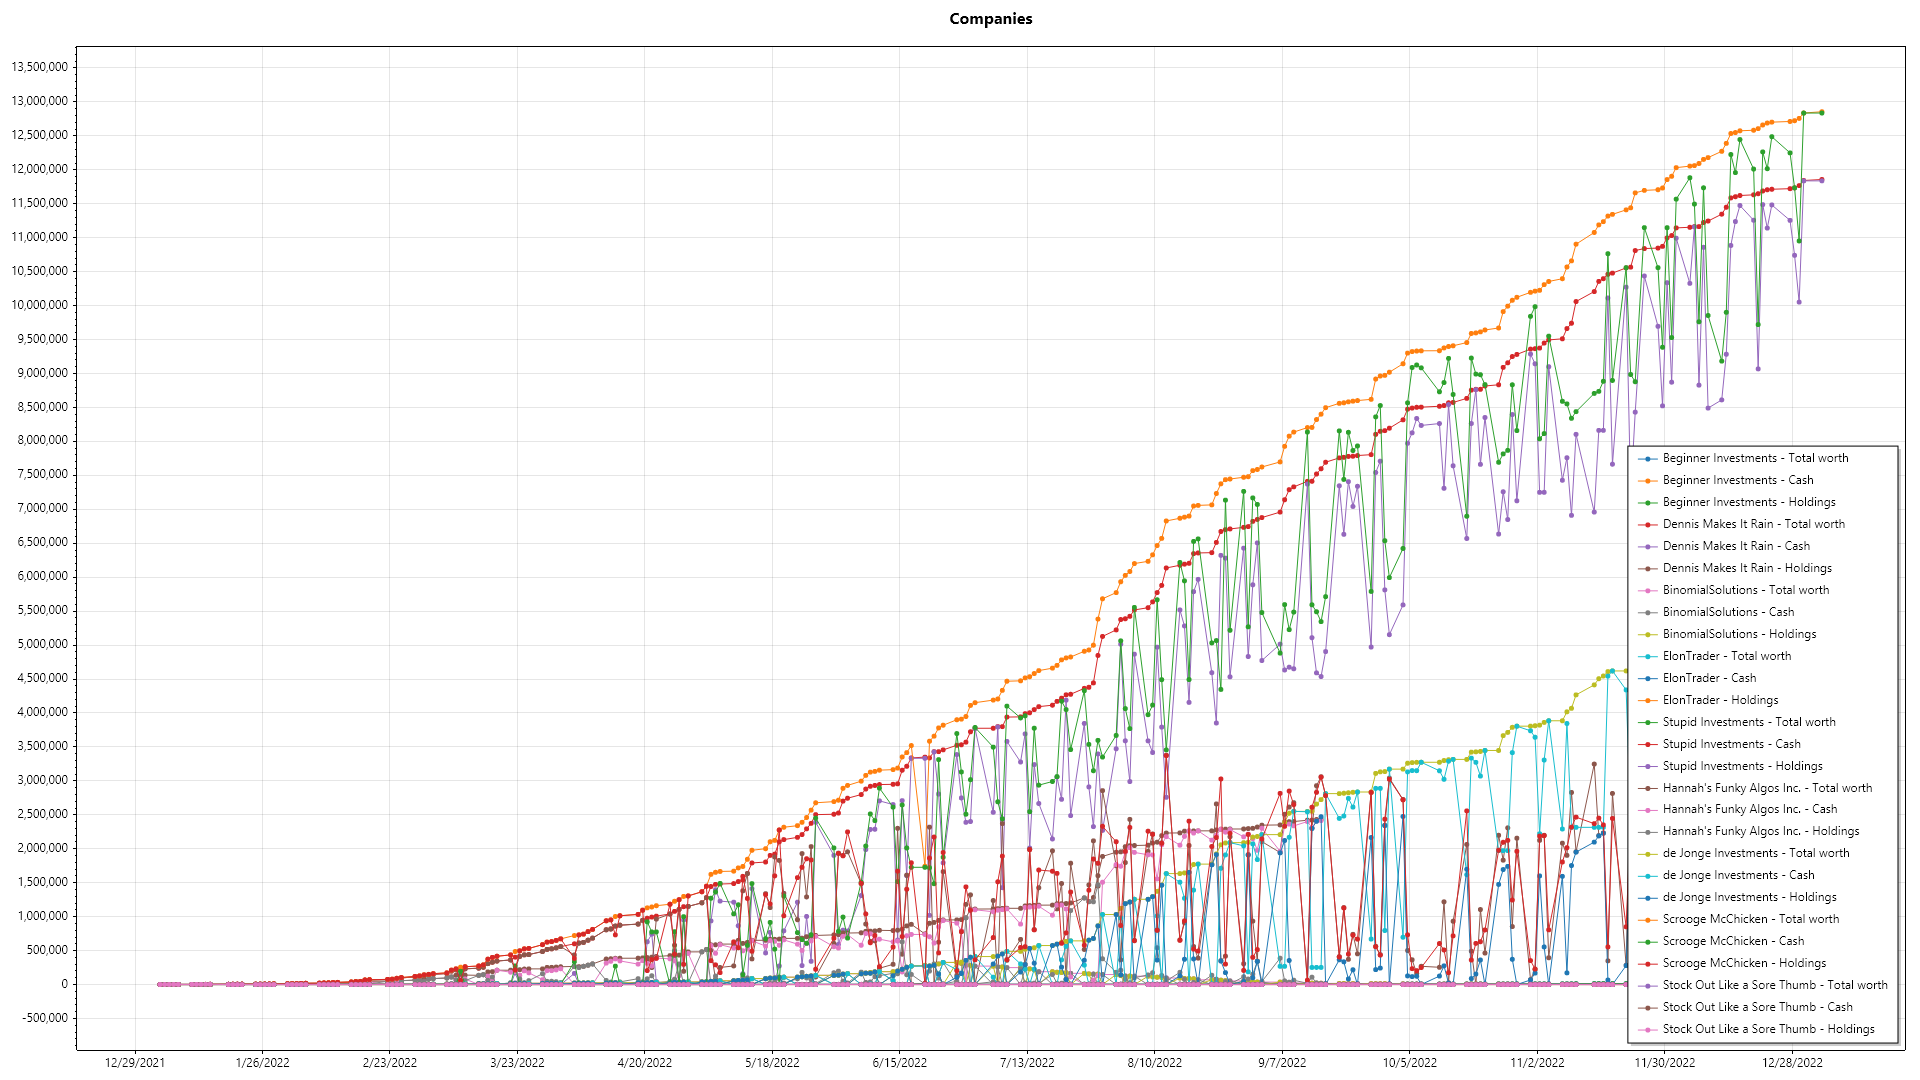 Companies
13,500,000
13,000,000
12,500,000
12,000,000
11,500,000
11,000,000
10,500,000
10,000,000
9,500,000
9,000,000
8,500,000
8,000,000
7,500,000
7,000,000
6,500,000
6,000,000
5,500,000
5,000,000
4,500,000
4,000,000
3,500,000
3,000,000
2,500,000
2,000,000
1,500,000
1,000,000
500,000
0
-500,000
Beginner Investments - Total worth
Beginner Investments - Cash
Beginner Investments - Holdings
Dennis Makes It Rain - Total worth
Dennis Makes It Rain - Cash
Dennis Makes It Rain - Holdings
BinomialSolutions - Total worth
BinomialSolutions - Cash
BinomialSolutions - Holdings
ElonTrader - Total worth
ElonTrader - Cash
ElonTrader - Holdings
Stupid Investments - Total worth
Stupid Investments - Cash
Stupid Investments - Holdings
Hannah's Funky Algos Inc. - Total worth
Hannah's Funky Algos Inc. - Cash
Hannah's Funky Algos Inc. - Holdings
de Jonge Investments - Total worth
de Jonge Investments - Cash
de Jonge Investments - Holdings
Scrooge McChicken - Total worth
Scrooge McChicken - Cash
Scrooge McChicken - Holdings
Stock Out Like a Sore Thumb - Total worth
Stock Out Like a Sore Thumb - Cash
Stock Out Like a Sore Thumb - Holdings
12/29/2021 1/26/2022 2/23/2022 3/23/2022 4/20/2022 5/18/2022 6/15/2022 7/13/2022 8/10/2022 9/7/2022 10/5/2022 11/2/2022 11/30/2022 12/28/2022